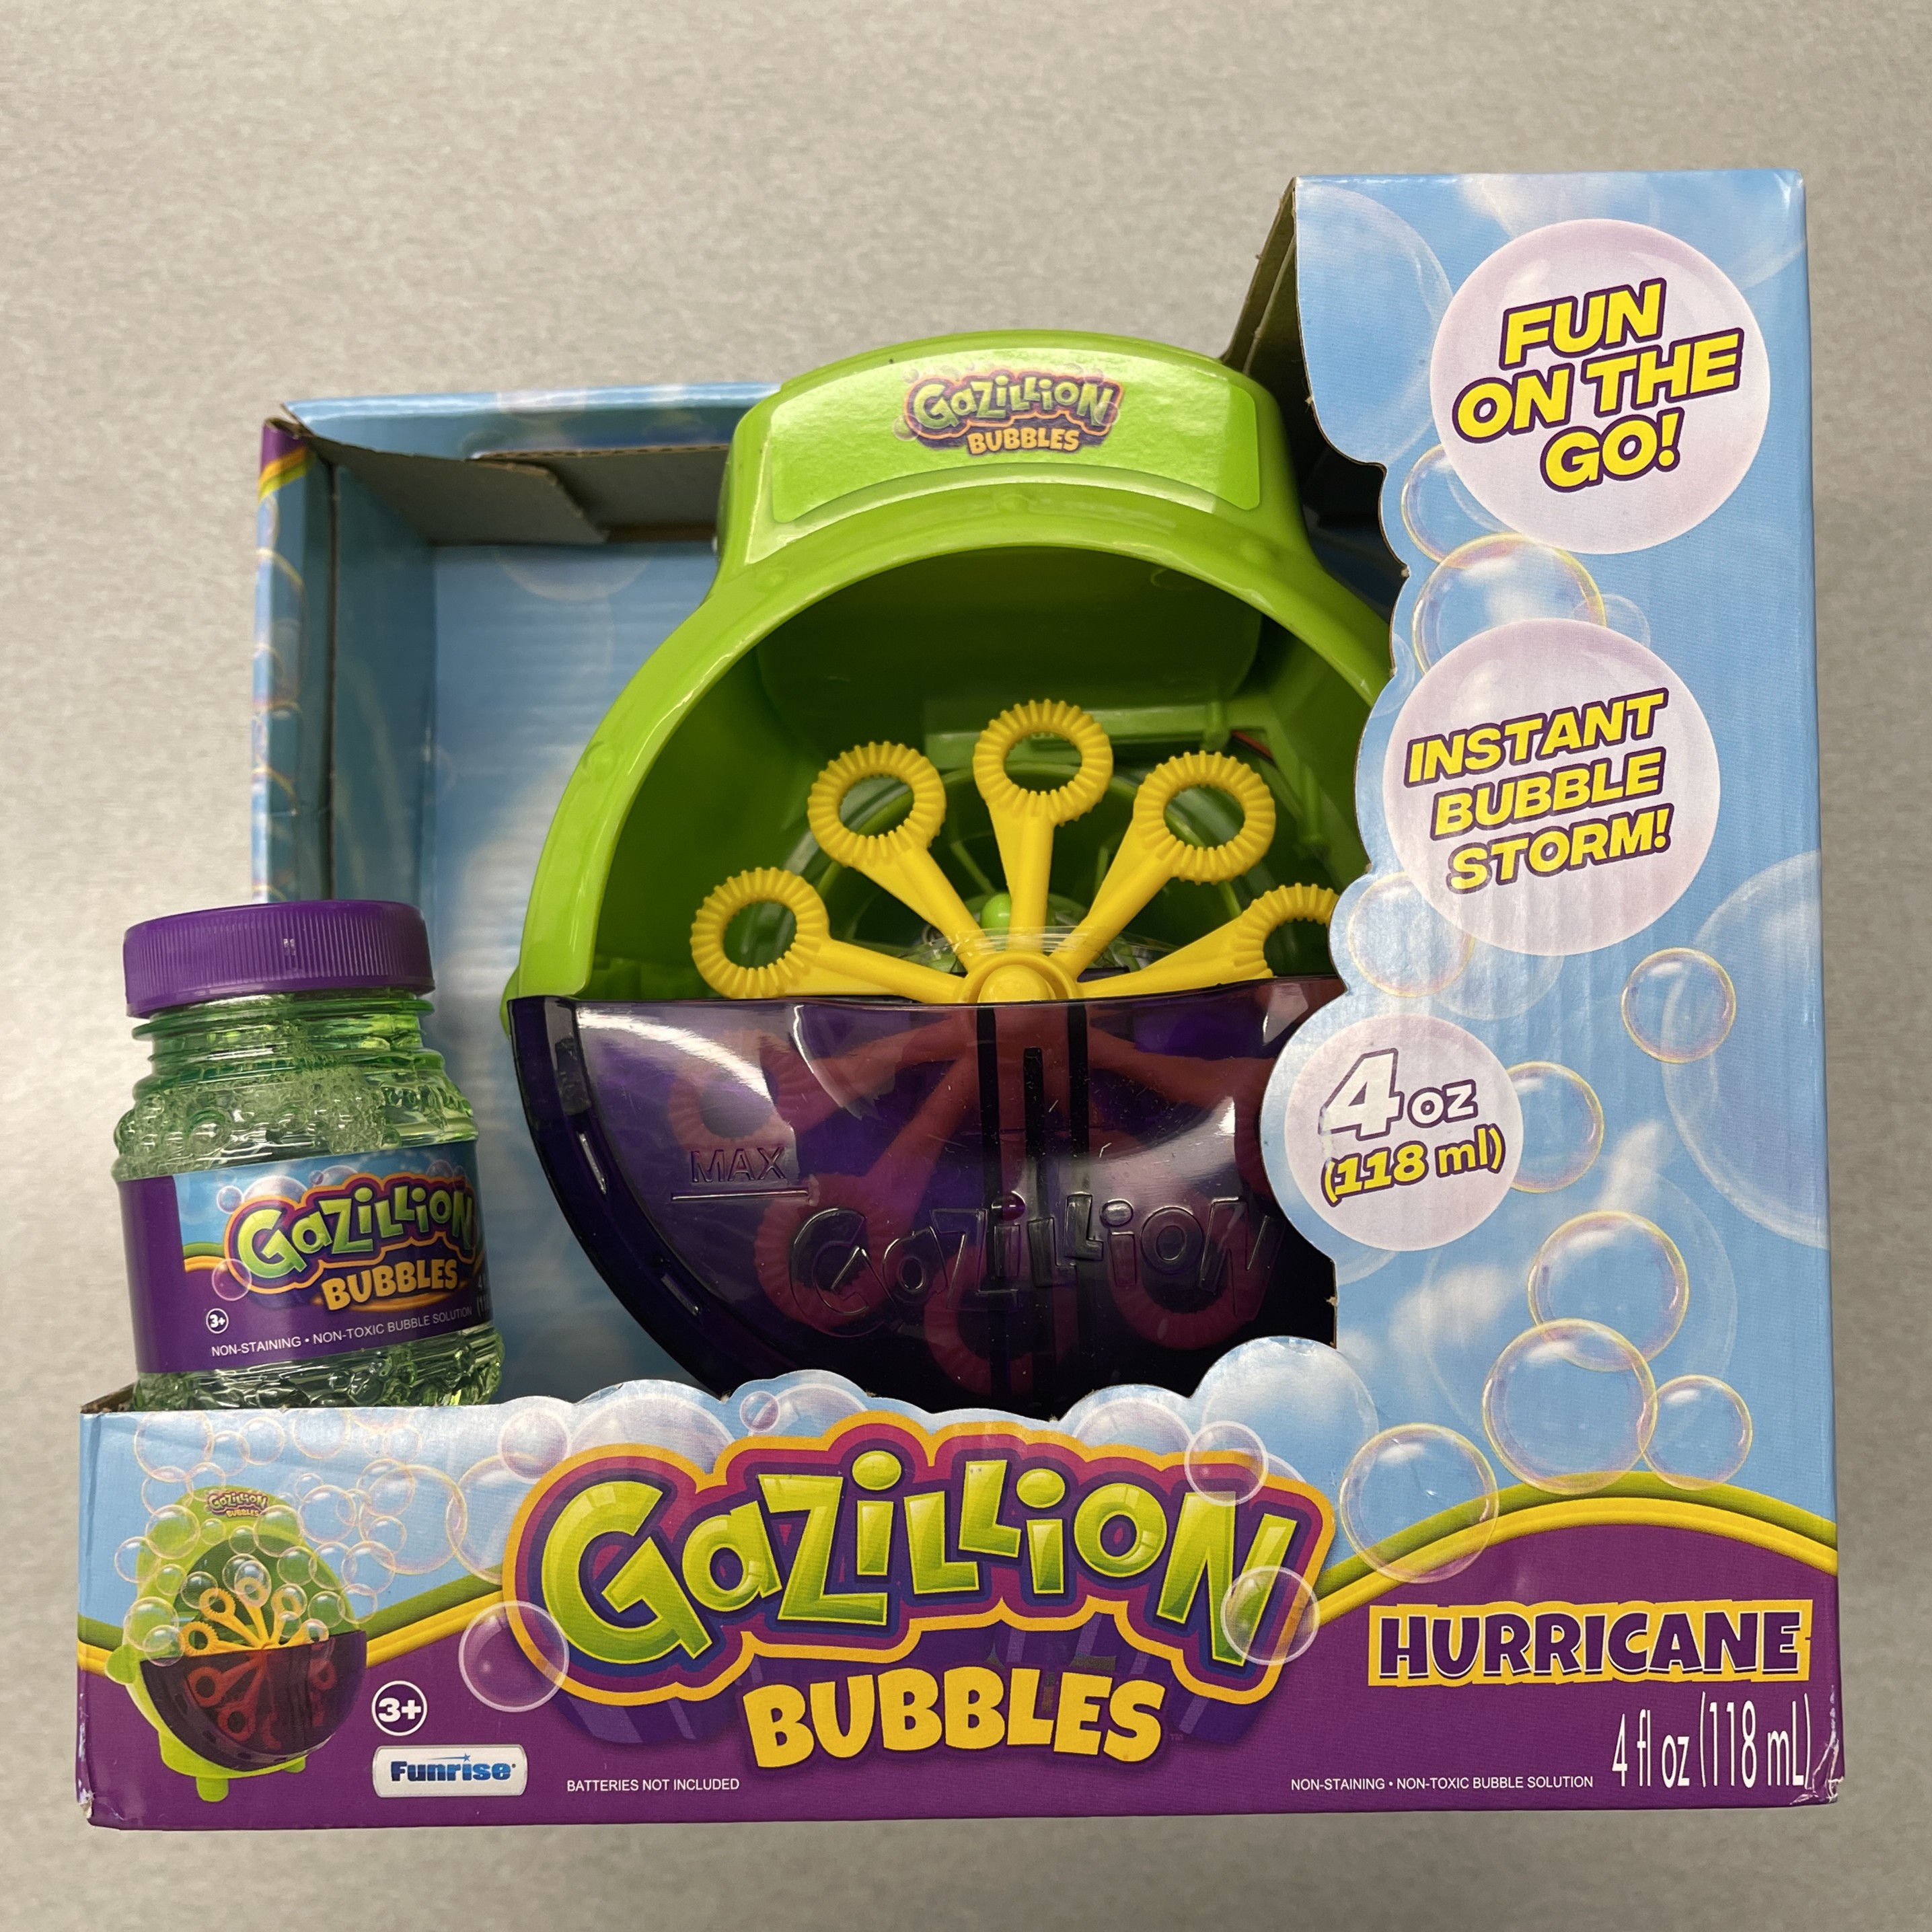 GAZILLION
BUBBLES
FUN
ON THE
GO!
INSTANT
BUBBLE
STORM!
4 oz
(118 ml)
MAX
GAZILLION
GAZILLION
BUBBLES
3+
NON-STAINING • NON-TOXIC BUBBLE SOLUTION
GAZILLION
BUBBLES
GAZILLION
BUBBLES™
HURRICANE
4 fl oz (118 mL)
3+
Funrise
BATTERIES NOT INCLUDED
NON-STAINING • NON-TOXIC BUBBLE SOLUTION